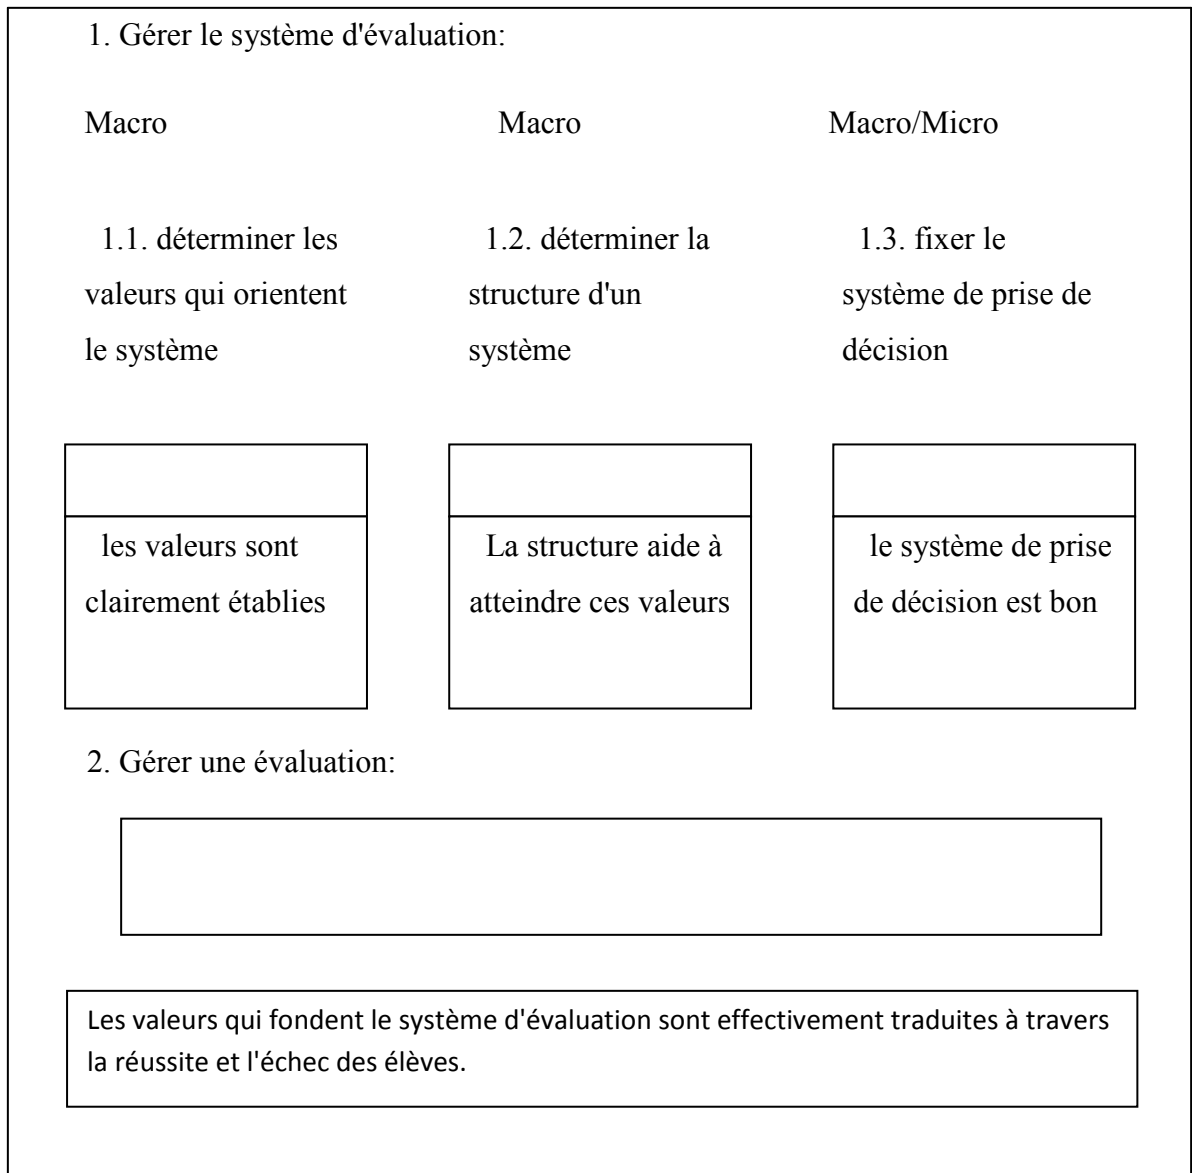 1. Gérer le système d'évaluation:
Macro
Macro
Macro/Micro
1.1. déterminer les
valeurs qui orientent
le système
1.2. déterminer la
structure d'un
système
1.3. fixer le
système de prise de
décision
les valeurs sont
clairement établies
La structure aide à
atteindre ces valeurs
le système de prise
de décision est bon
2. Gérer une évaluation:
Les valeurs qui fondent le système d'évaluation sont effectivement traduites à travers
la réussite et l'échec des élèves.